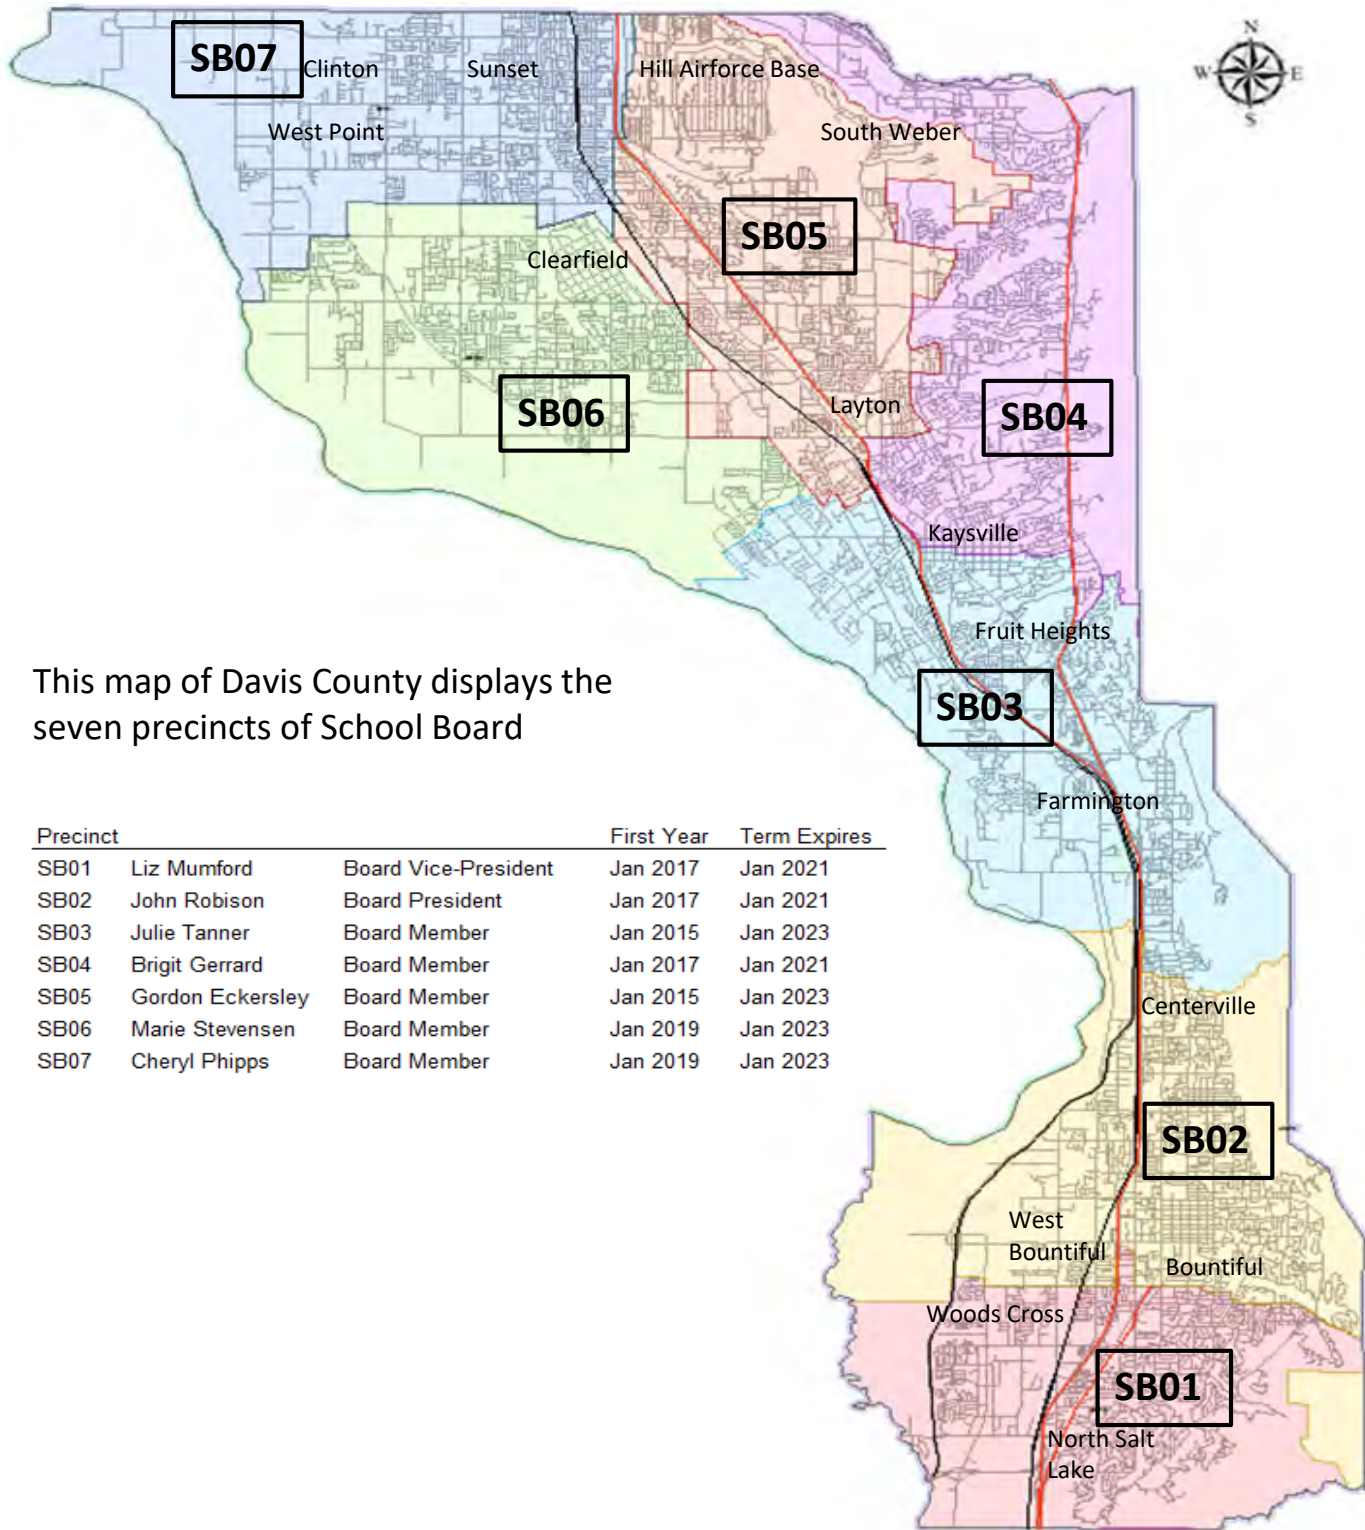 N
W E
S
SB07
Clinton
Sunset
Hill Airforce Base
West Point
South Weber
SB05
Clearfield
SB06
Layton
SB04
Kaysville
Fruit Heights
This map of Davis County displays the
seven precincts of School Board
SB03
Farmington
Precinct First Year Term Expires
SB01 Liz Mumford Board Vice-President Jan 2017 Jan 2021
SB02 John Robison Board President Jan 2017 Jan 2021
SB03 Julie Tanner Board Member Jan 2015 Jan 2023
SB04 Brigit Gerrard Board Member Jan 2017 Jan 2021
SB05 Gordon Eckersley Board Member Jan 2015 Jan 2023
SB06 Marie Stevensen Board Member Jan 2019 Jan 2023
SB07 Cheryl Phipps Board Member Jan 2019 Jan 2023
Centerville
SB02
West
Bountiful
Bountiful
Woods Cross
SB01
North Salt
Lake